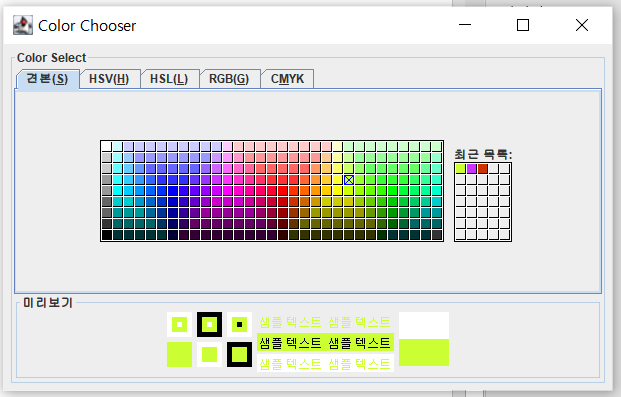 Color Chooser
Color Select
견본(S) HSV(H) HSL(L) RGB(G) CMYK
최근 목록:
미리보기
샘플 텍스트 샘플 텍스트
샘플 텍스트 샘플 텍스트
샘플 텍스트 샘플 텍스트